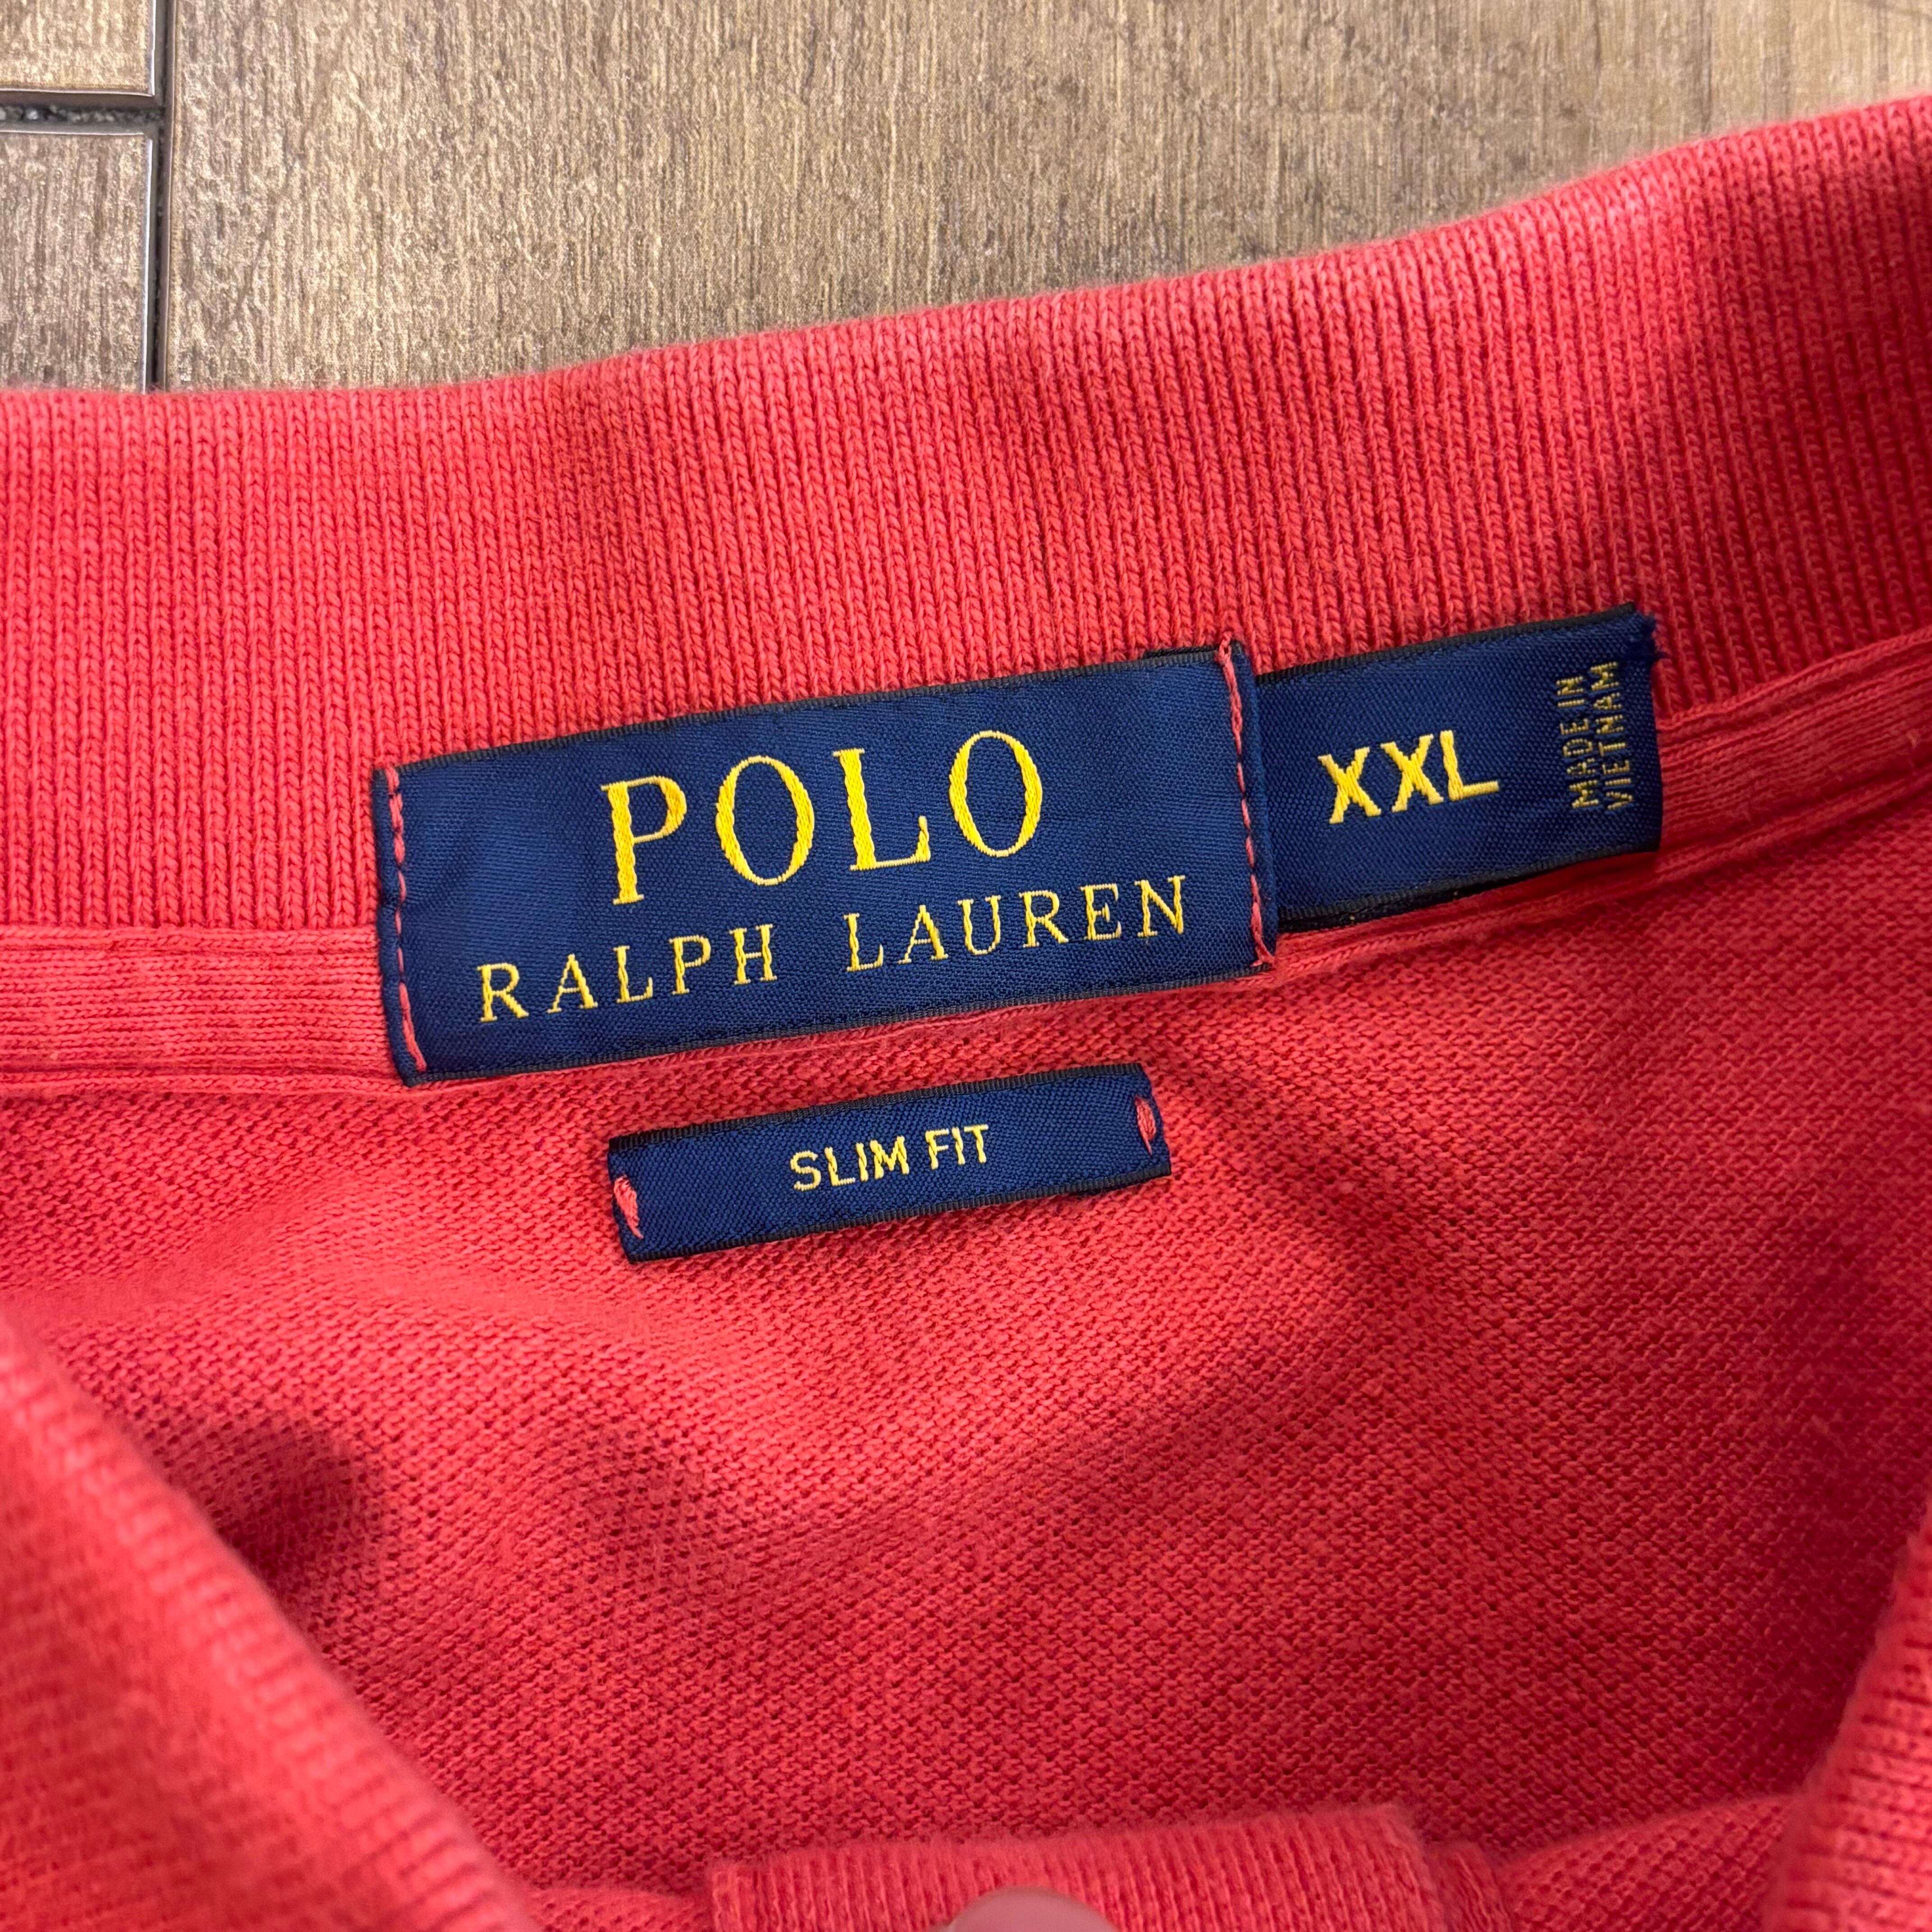 POLO
RALPH LAUREN
XXL
MADE IN
VIETNAM
SLIM FIT